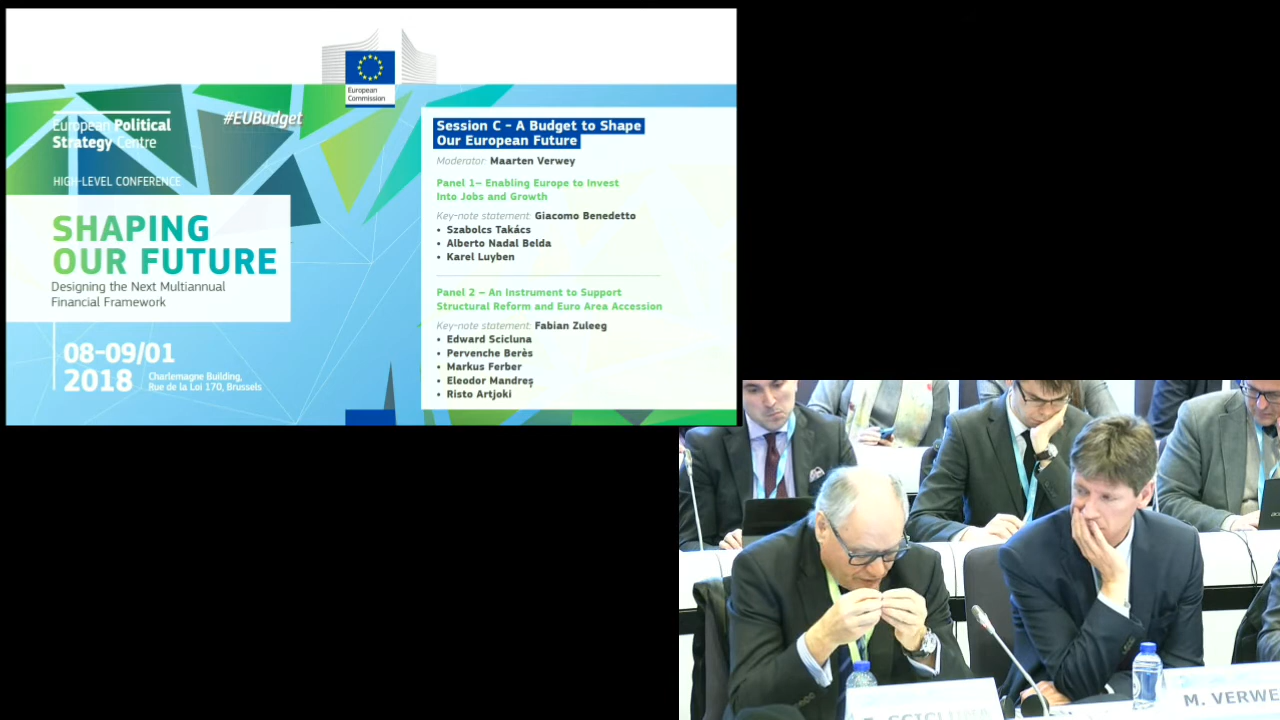 European
Commission
European Political
Strategy Centre
#EUBudget
HIGH-LEVEL CONFERENCE
SHAPING
OUR FUTURE
Designing the Next Multiannual
Financial Framework
08-09/01
2018
Charlemagne Building,
Rue de la Loi 170, Brussels
Session C - A Budget to Shape
Our European Future
Moderator: Maarten Verwey
Panel 1– Enabling Europe to Invest
Into Jobs and Growth
Key-note statement: Giacomo Benedetto
• Szabolcs Takács
• Alberto Nadal Belda
• Karel Luyben
Panel 2 – An Instrument to Support
Structural Reform and Euro Area Accession
Key-note statement: Fabian Zuleeg
• Edward Scicluna
• Pervenche Berès
• Markus Ferber
• Eleodor Mandreş
• Risto Artjoki
E. SCICLUNA
M. VERWE